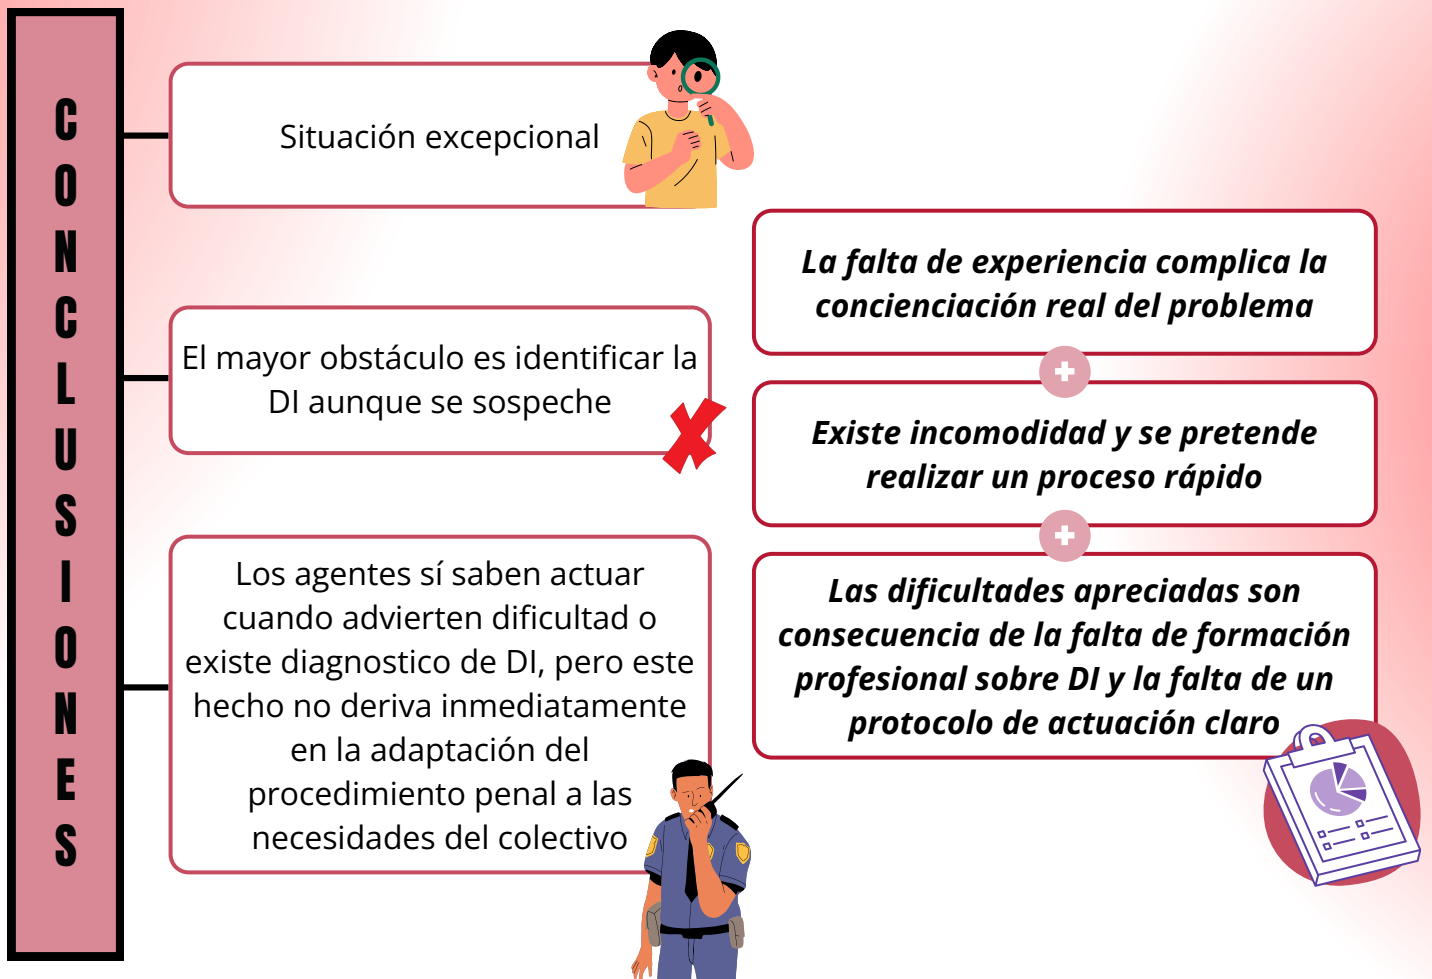 CONCLUSIONES
Situación excepcional
El mayor obstáculo es identificar la
DI aunque se sospeche
Los agentes sí saben actuar
cuando advierten dificultad o
existe diagnostico de DI, pero este
hecho no deriva inmediatamente
en la adaptación del
procedimiento penal a las
necesidades del colectivo
La falta de experiencia complica la
concienciación real del problema
Existe incomodidad y se pretende
realizar un proceso rápido
Las dificultades apreciadas son
consecuencia de la falta de formación
profesional sobre DI y la falta de un
protocolo de actuación claro